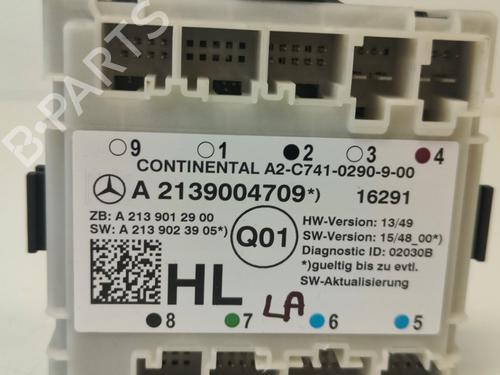 9 1 2 3 4
CONTINENTAL A2-C741-0290-9-00
A 2139004709*) 16291
ZB: A 213 901 29 00
SW: A 213 902 39 05*)
Q01
HW-Version: 13/49
SW-Version: 15/48_00*)
Diagnostic ID: 02030B
*)gueltig bis zu evtl.
SW-Aktualisierung
HL
LA
8 7 6 5
B-PARTS